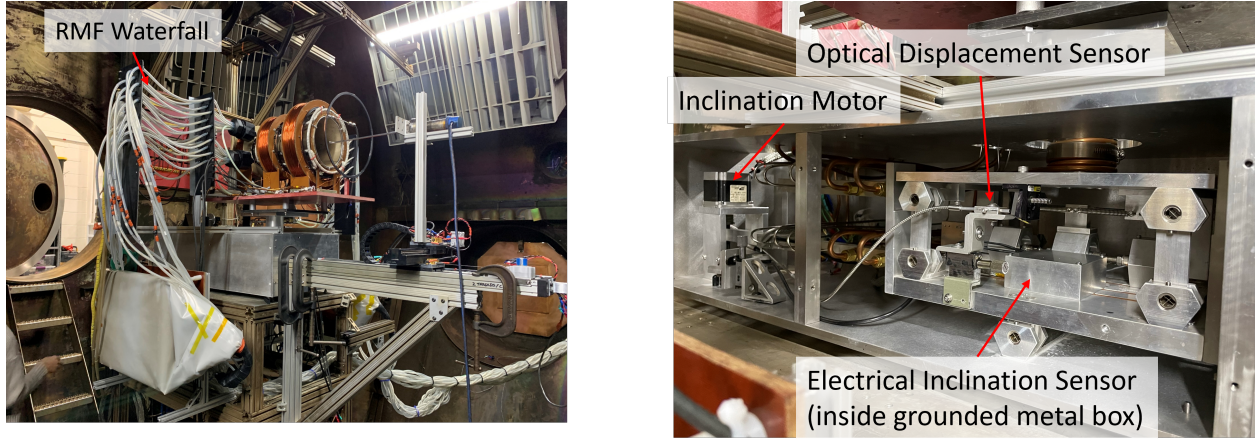 RMF Waterfall
Optical Displacement Sensor
Inclination Motor
Electrical Inclination Sensor
(inside grounded metal box)